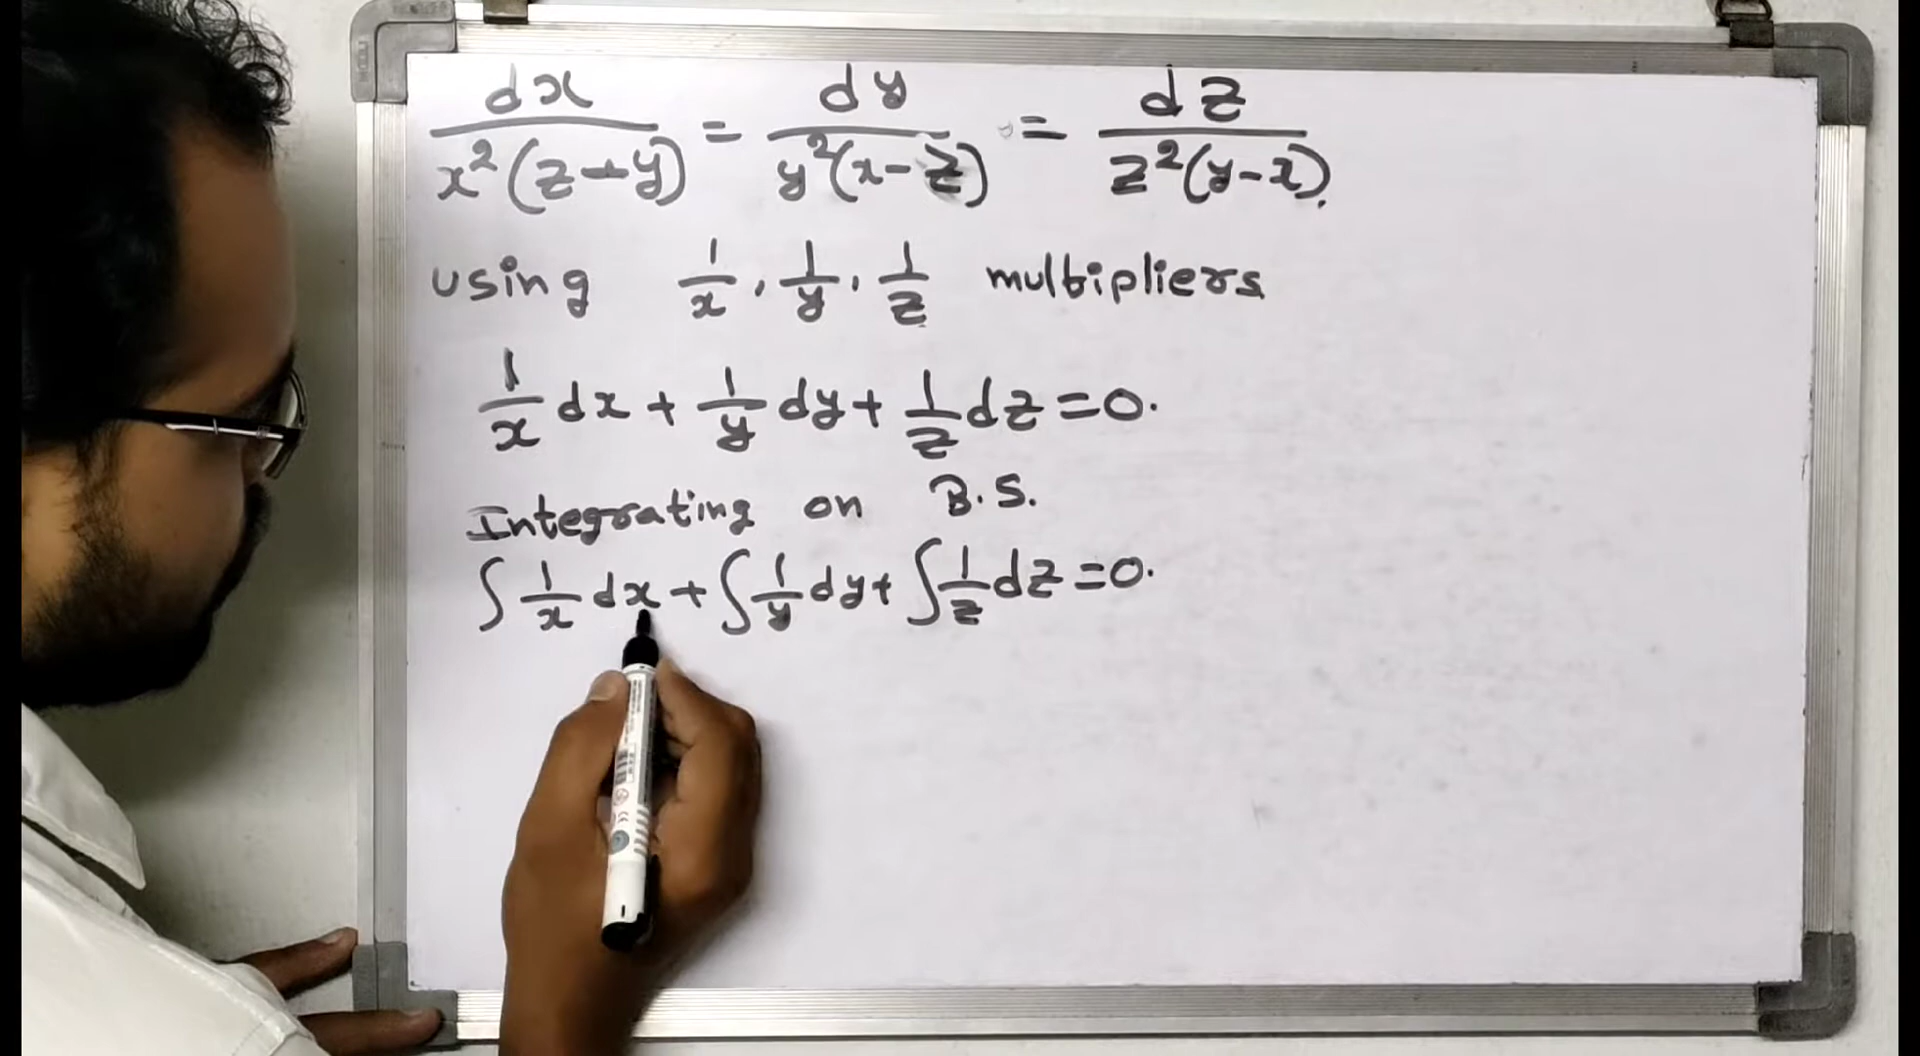 dx/x²(z-y) = dy/y²(x-z) = dz/z²(y-x).
using 1/x, 1/y, 1/z multipliers
1/x dx + 1/y dy + 1/z dz = 0.
Integrating on B.S.
∫ 1/x dx + ∫ 1/y dy + ∫ 1/z dz = 0.